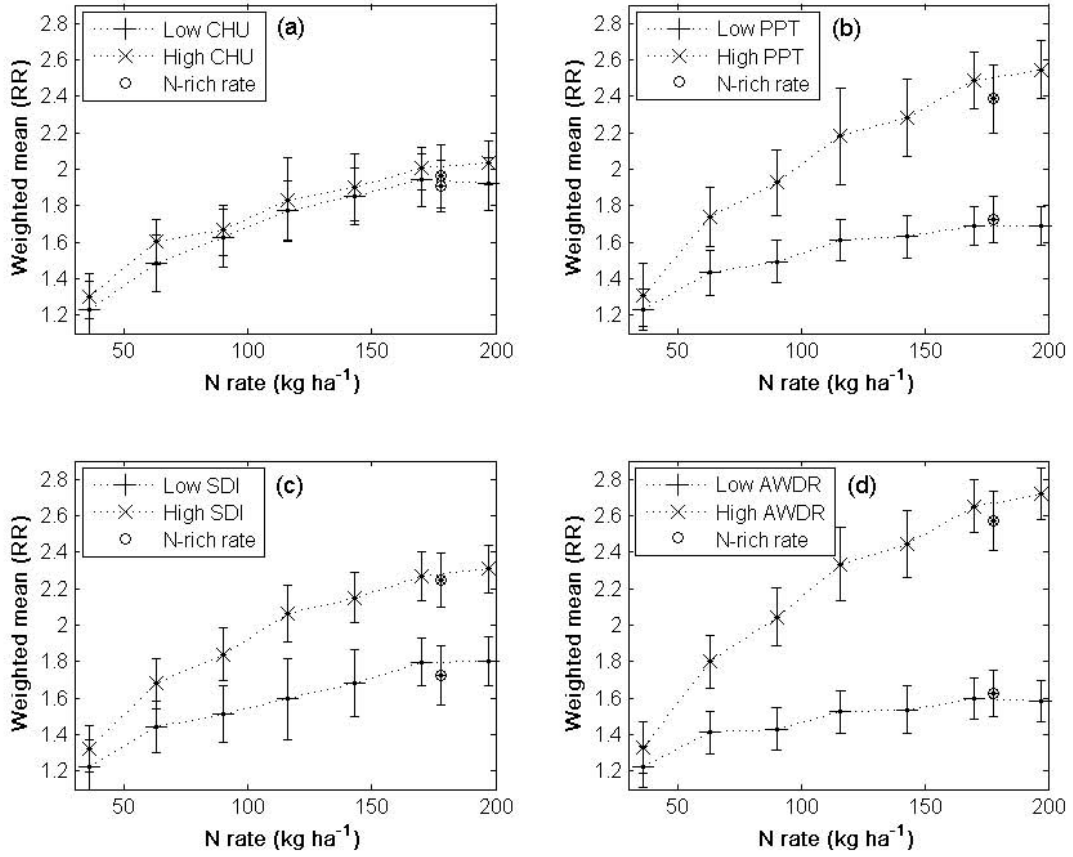 (a)
Low CHU
High CHU
N-rich rate
Weighted mean (RR)
2.8
2.6
2.4
2.2
2
1.8
1.6
1.4
1.2
50 100 150 200
N rate (kg ha⁻¹)
(b)
Low PPT
High PPT
N-rich rate
Weighted mean (RR)
2.8
2.6
2.4
2.2
2
1.8
1.6
1.4
1.2
50 100 150 200
N rate (kg ha⁻¹)
(c)
Low SDI
High SDI
N-rich rate
Weighted mean (RR)
2.8
2.6
2.4
2.2
2
1.8
1.6
1.4
1.2
50 100 150 200
N rate (kg ha⁻¹)
(d)
Low AWDR
High AWDR
N-rich rate
Weighted mean (RR)
2.8
2.6
2.4
2.2
2
1.8
1.6
1.4
1.2
50 100 150 200
N rate (kg ha⁻¹)